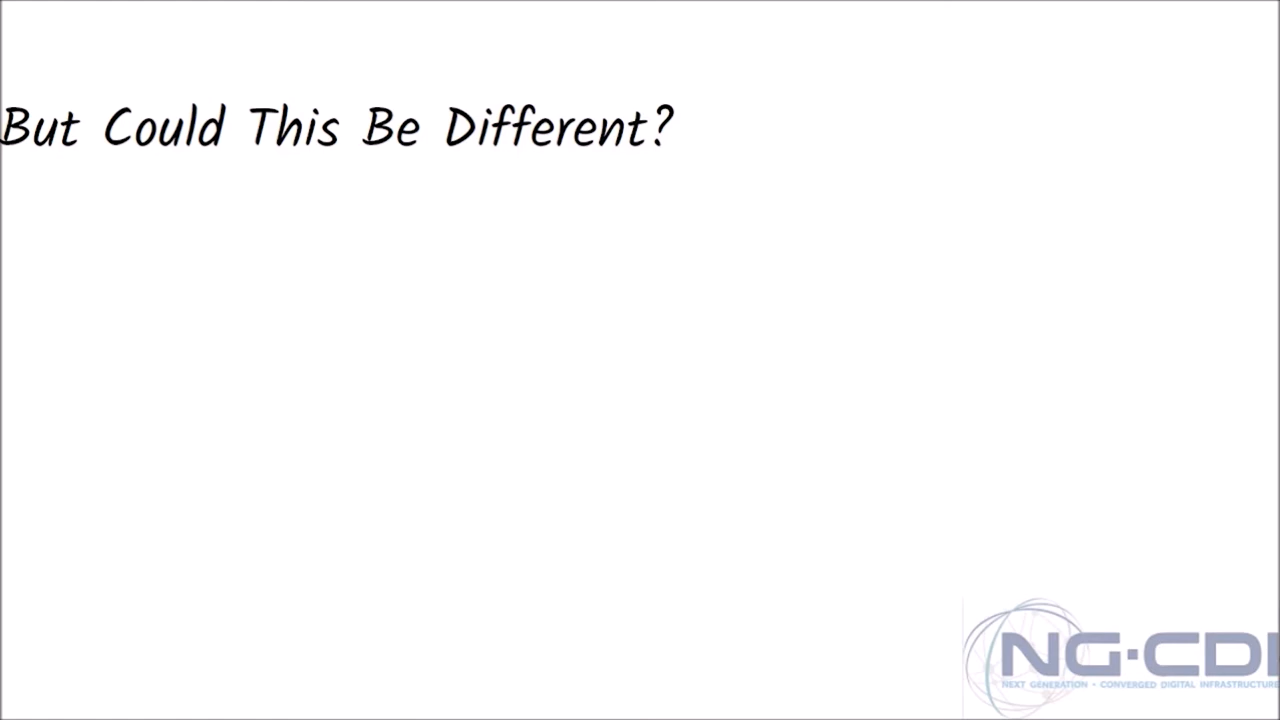 But Could This Be Different?
NG·CDI
NEXT GENERATION · CONVERGED DIGITAL INFRASTRUCTURE